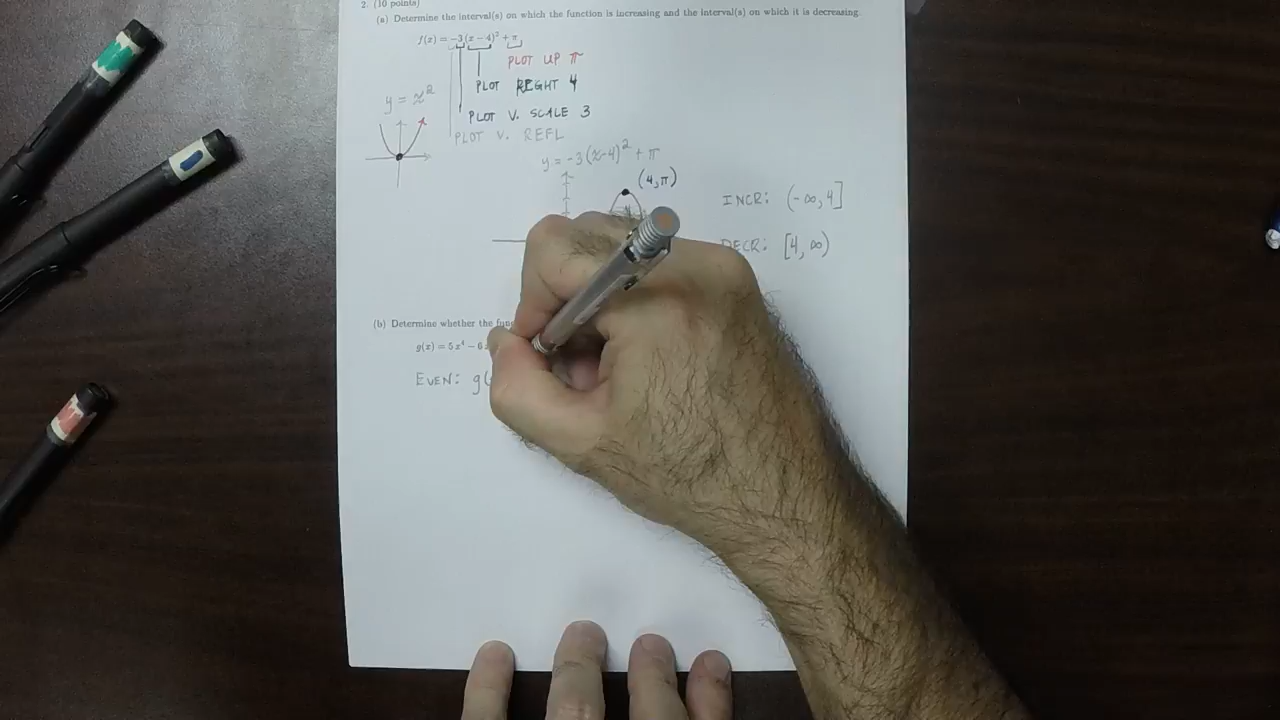 2. (10 points)
(a) Determine the interval(s) on which the function is increasing and the interval(s) on which it is decreasing.
f(x) = −3(x − 4)² + π
PLOT UP π
PLOT RIGHT 4
y = x²
PLOT V. SCALE 3
PLOT V. REFL
y = -3(x-4)² + π
(4,π)
INCR: (-∞,4]
DECR: [4,∞)
(b) Determine whether the
g(x) = 5x⁴ − 6
EVEN: g(